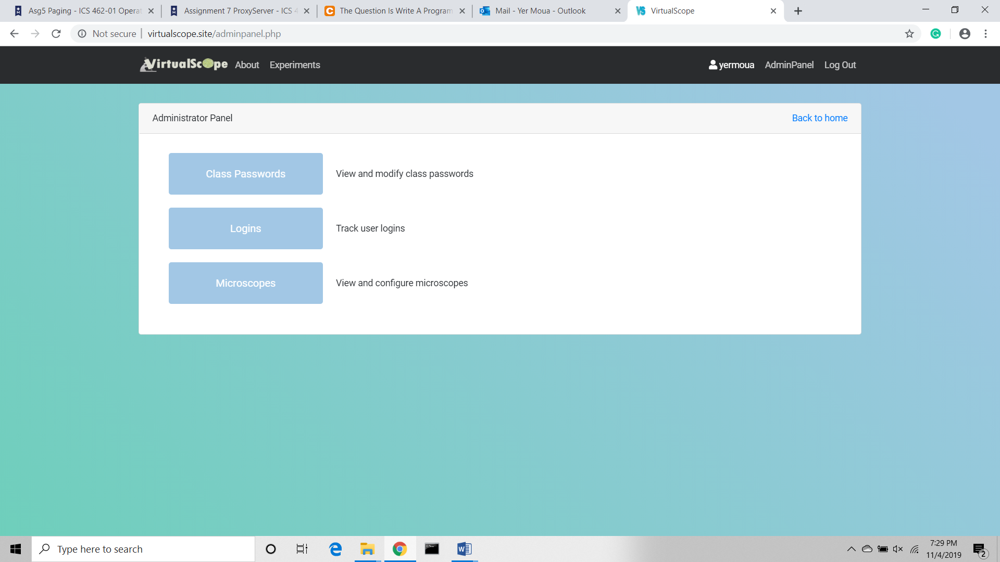 Asg5 Paging - ICS 462-01 Operat
Assignment 7 ProxyServer - ICS 4
The Question Is Write A Program
Mail - Yer Moua - Outlook
VirtualScope
Not secure virtualscope.site/adminpanel.php
VirtualScope About Experiments yermoua AdminPanel Log Out
Administrator Panel Back to home
Class Passwords View and modify class passwords
Logins Track user logins
Microscopes View and configure microscopes
Type here to search
7:29 PM
11/4/2019
2